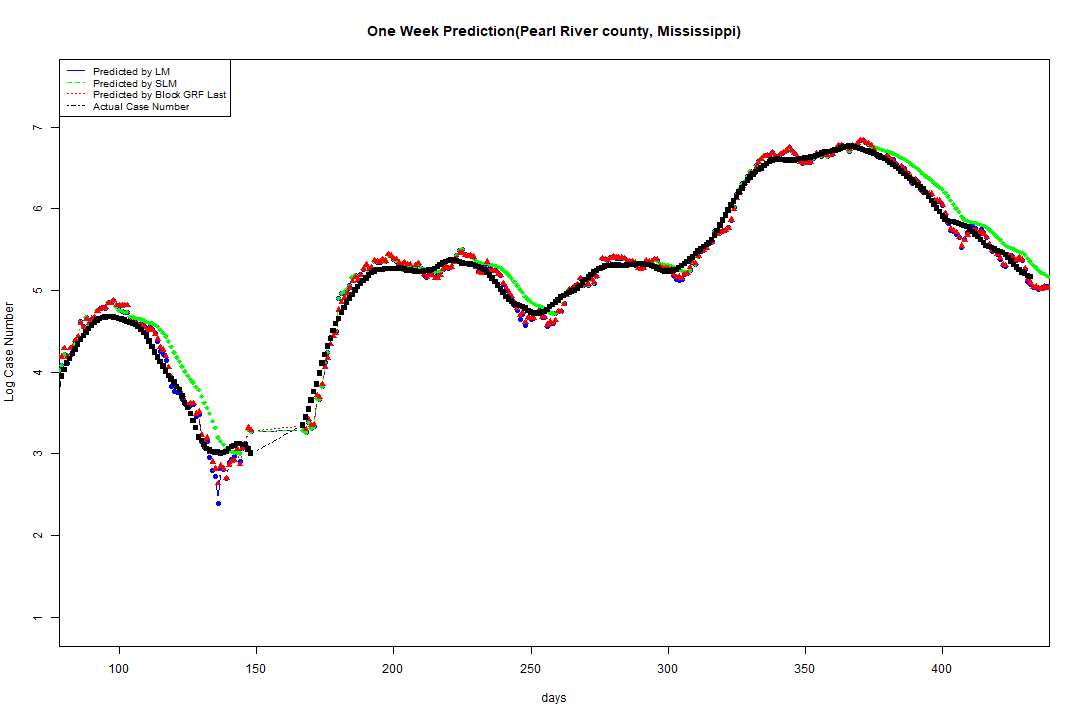 One Week Prediction(Pearl River county, Mississippi)
Predicted by LM
Predicted by SLM
Predicted by Block GRF Last
Actual Case Number
7
6
5
4
3
2
1
Log Case Number
100 150 200 250 300 350 400
days